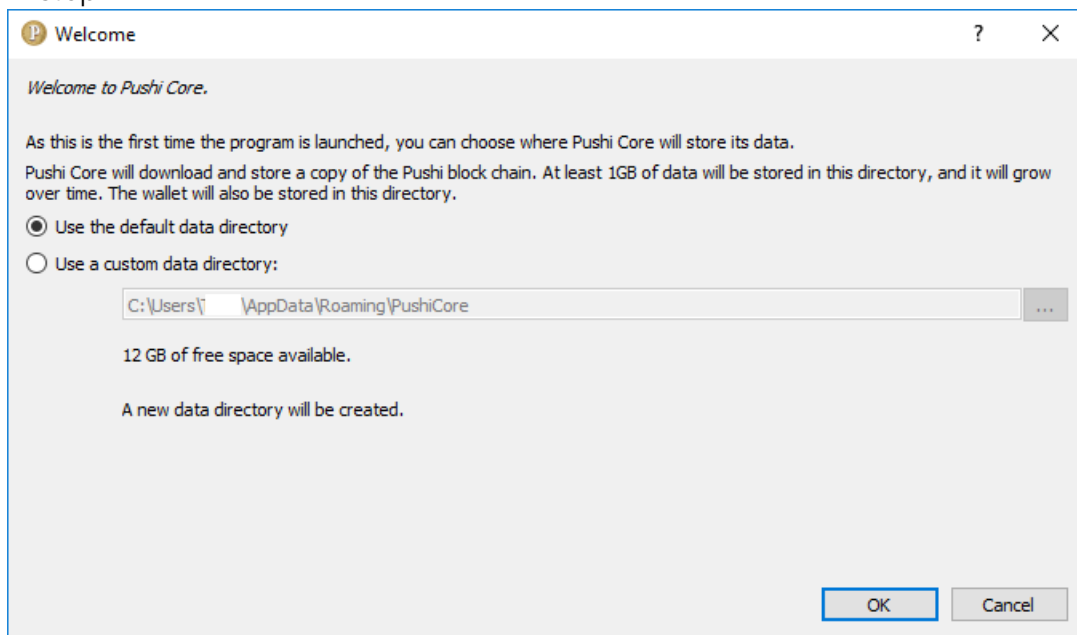 Welcome
?
Welcome to Pushi Core.
As this is the first time the program is launched, you can choose where Pushi Core will store its data.
Pushi Core will download and store a copy of the Pushi block chain. At least 1GB of data will be stored in this directory, and it will grow
over time. The wallet will also be stored in this directory.
Use the default data directory
Use a custom data directory:
C:\Users\ \AppData\Roaming\PushiCore
...
12 GB of free space available.
A new data directory will be created.
OK Cancel